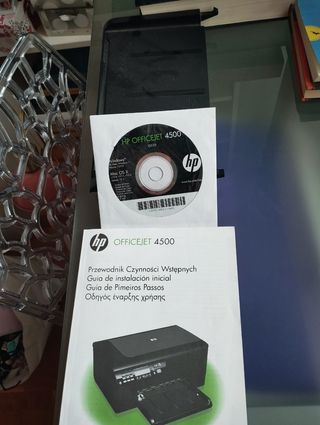 HP OFFICEJET 4500
Windows®
Mac OS X
hp
hp OFFICEJET 4500
Przewodnik Czynności Wstępnych
Guía de instalación inicial
Guia de Pimeiros Passos
Οδηγός έναρξης χρήσης
hp